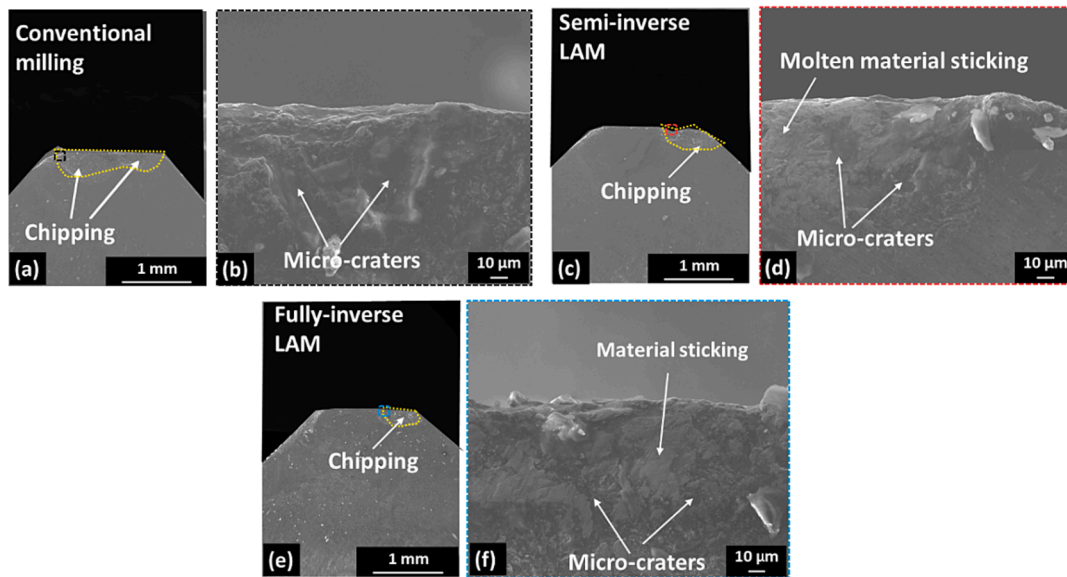 Conventional
milling
Chipping
(a)
1 mm
Micro-craters
(b)
10 µm
Semi-inverse
LAM
Chipping
(c)
1 mm
Molten material sticking
Micro-craters
(d)
10 µm
Fully-inverse
LAM
Chipping
(e)
1 mm
Material sticking
Micro-craters
(f)
10 µm